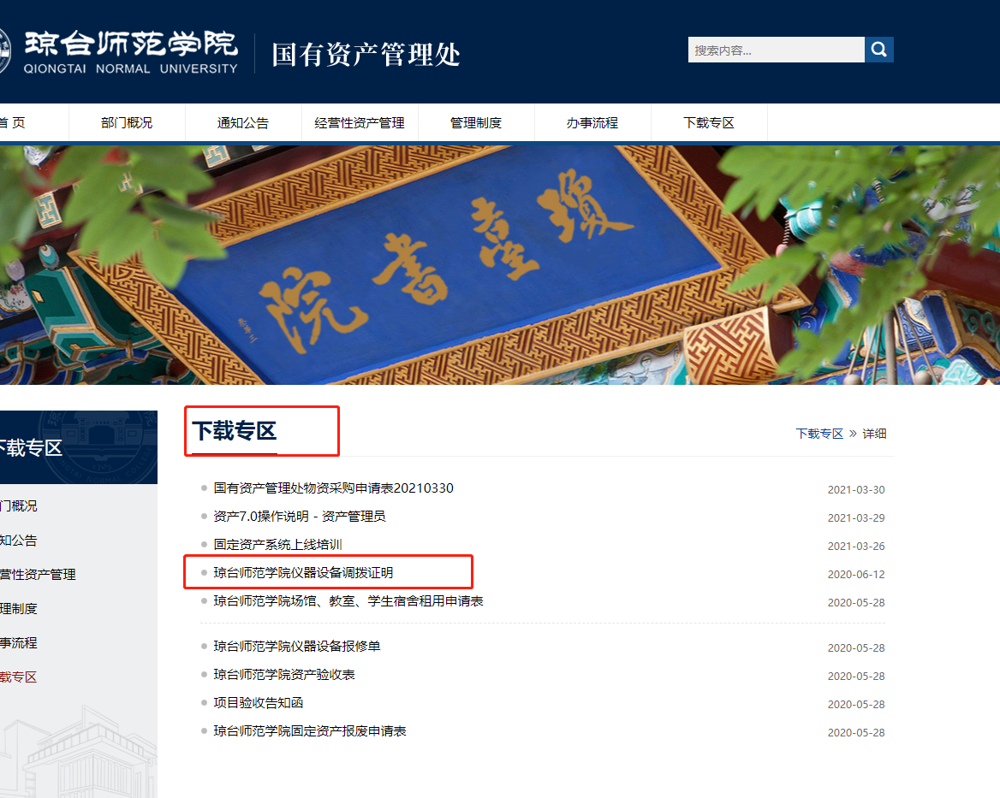 琼台师范学院
QIONGTAI NORMAL UNIVERSITY
国有资产管理处
搜索内容...
首 页
部门概况
通知公告
经营性资产管理
管理制度
办事流程
下载专区
院書臺瓊
下载专区
门概况
知公告
营性资产管理
理制度
事流程
载专区
下载专区
下载专区 » 详细
国有资产管理处物资采购申请表20210330 2021-03-30
资产7.0操作说明 - 资产管理员 2021-03-29
固定资产系统上线培训 2021-03-26
琼台师范学院仪器设备调拨证明 2020-06-12
琼台师范学院场馆、教室、学生宿舍租用申请表 2020-05-28
琼台师范学院仪器设备报修单 2020-05-28
琼台师范学院资产验收表 2020-05-28
项目验收告知函 2020-05-28
琼台师范学院固定资产报废申请表 2020-05-28